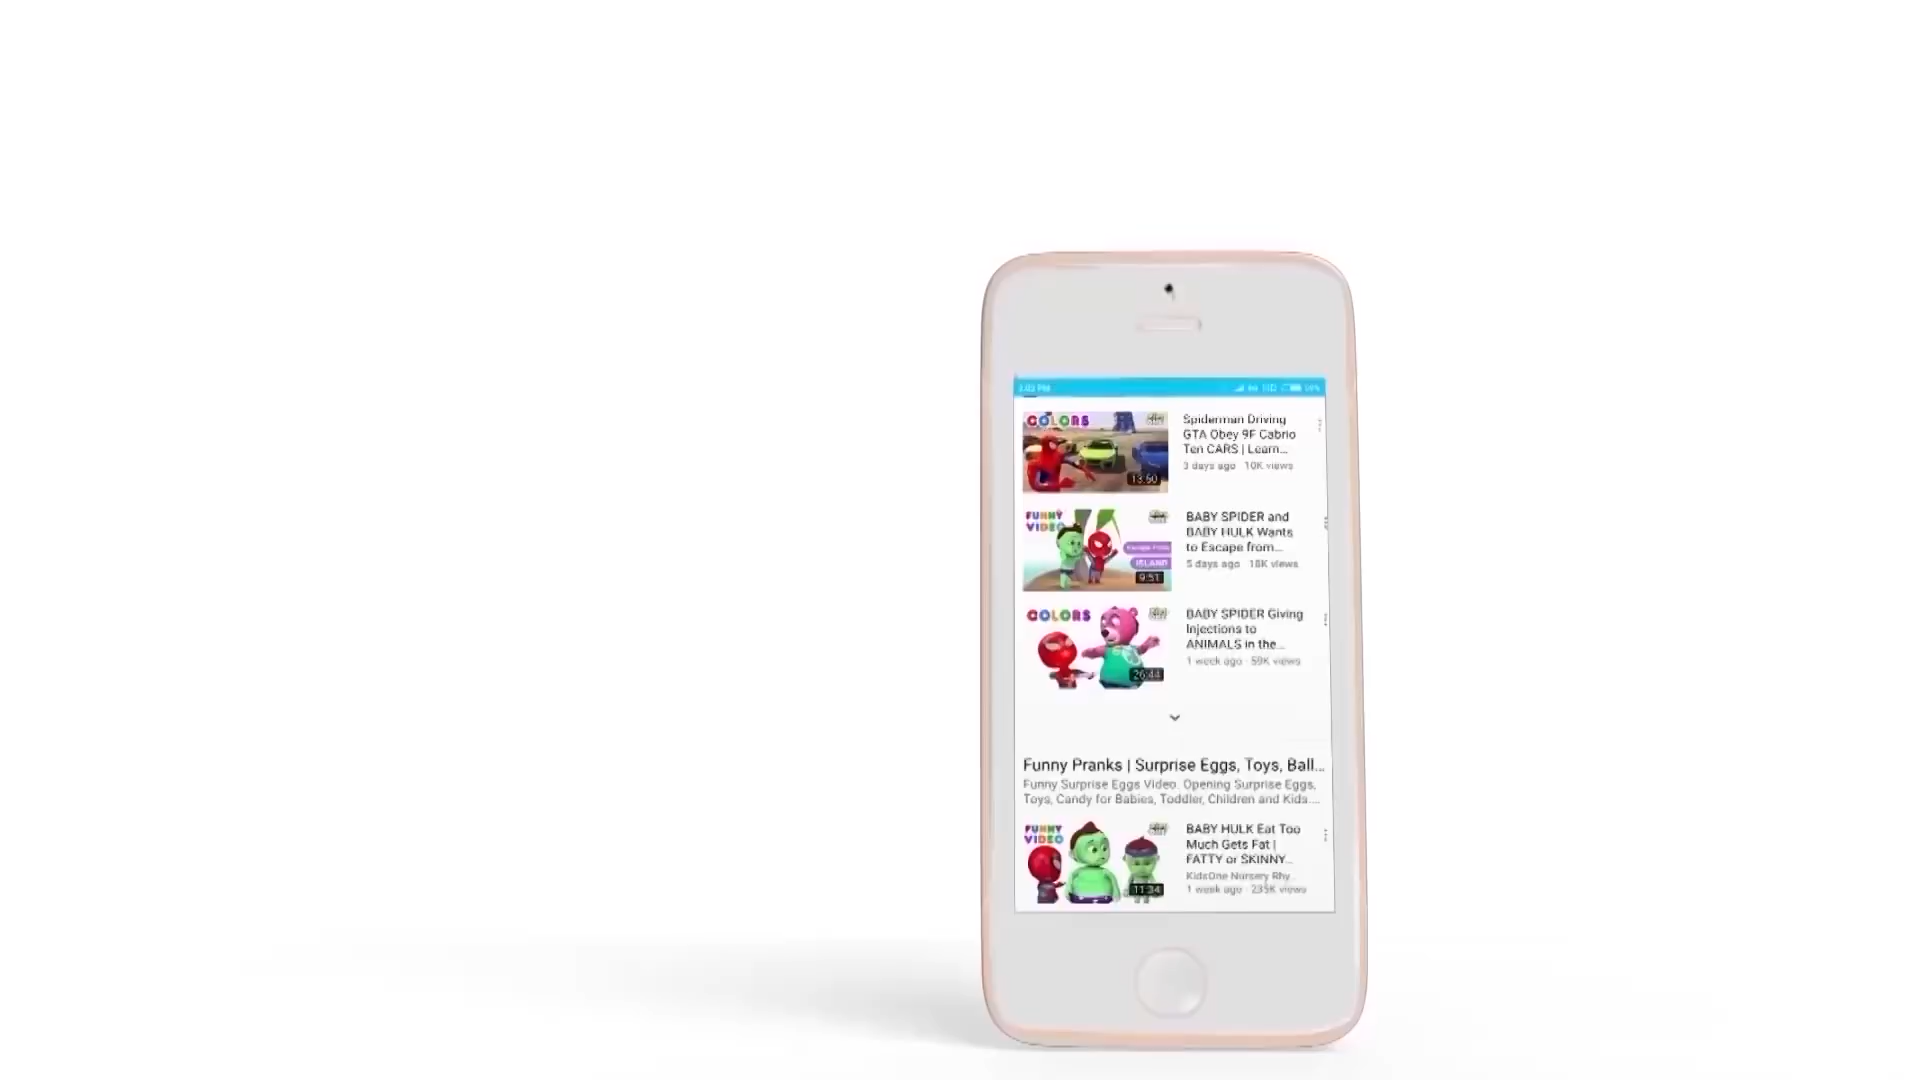 2:02 PM
COLORS
13:50
Spiderman Driving
GTA Obey 9F Cabrio
Ten CARS | Learn...
3 days ago · 10K views
FUNNY
VIDEO
ISLAND
9:51
BABY SPIDER and
BABY HULK Wants
to Escape from...
5 days ago · 18K views
COLORS
26:44
BABY SPIDER Giving
Injections to
ANIMALS in the...
1 week ago · 59K views
Funny Pranks | Surprise Eggs, Toys, Ball...
Funny Surprise Eggs Video. Opening Surprise Eggs,
Toys, Candy for Babies, Toddler, Children and Kids....
FUNNY
VIDEO
11:34
BABY HULK Eat Too
Much Gets Fat |
FATTY or SKINNY...
KidsOne Nursery Rhy...
1 week ago · 235K views